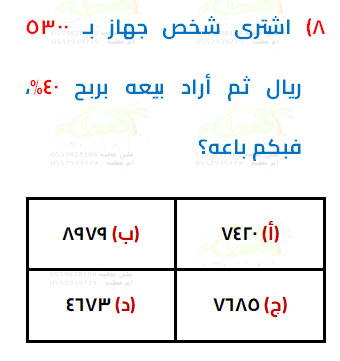 ٨) اشترى شخص جهاز بـ ٥٣٠٠
ريال ثم أراد بيعه بربح ٤٠%،
فبكم باعه؟
(أ) ٧٤٢٠
(ب) ٨٩٧٩
(ج) ٧٦٨٥
(د) ٤٦٧٣